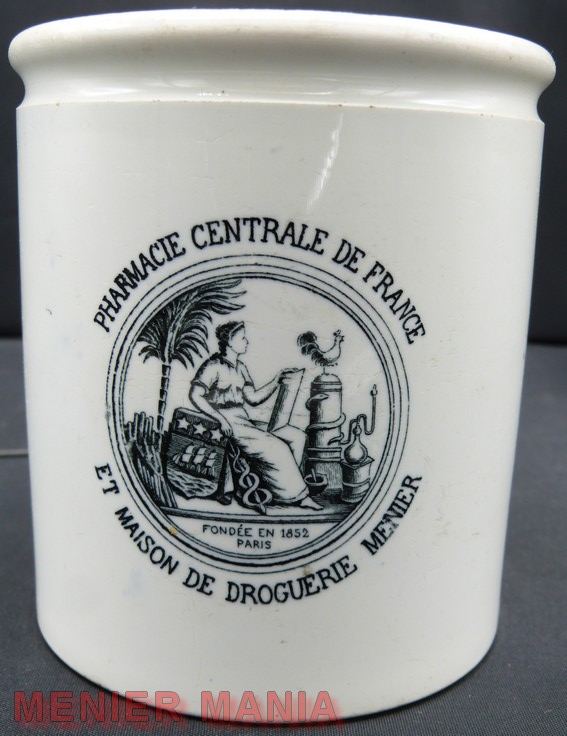 PHARMACIE CENTRALE DE FRANCE
FONDÉE EN 1852
PARIS
ET MAISON DE DROGUERIE MENIER
MENIER MANIA